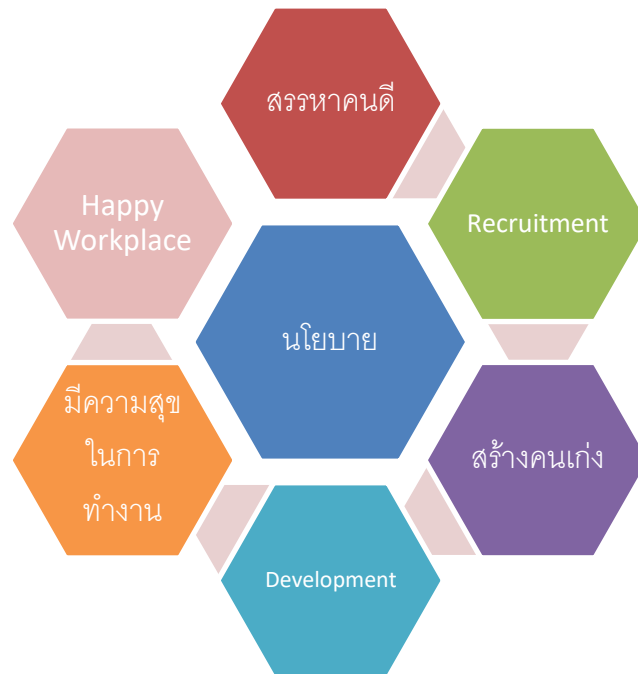 สรรหาคนดี
Happy
Workplace
Recruitment
นโยบาย
มีความสุข
ในการ
ทำงาน
สร้างคนเก่ง
Development